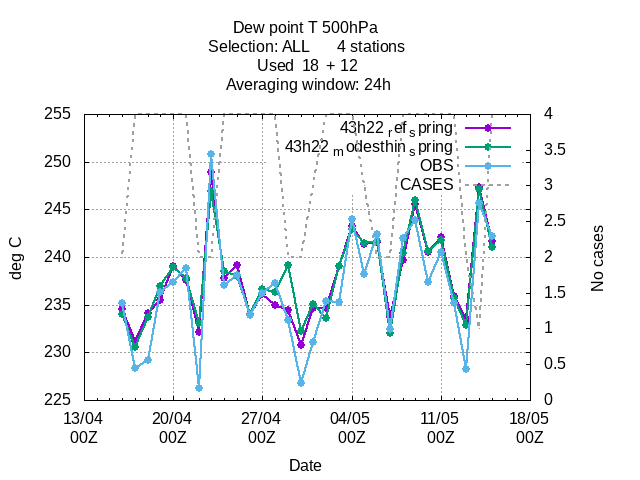 Dew point T 500hPa
Selection: ALL 4 stations
Used 18 + 12
Averaging window: 24h
43h22_refspring
43h22_modesthinspring
OBS
CASES
deg C
No cases
255
250
245
240
235
230
225
4
3.5
3
2.5
2
1.5
1
0.5
0
13/04 20/04 27/04 04/05 11/05 18/05
00Z 00Z 00Z 00Z 00Z 00Z
Date